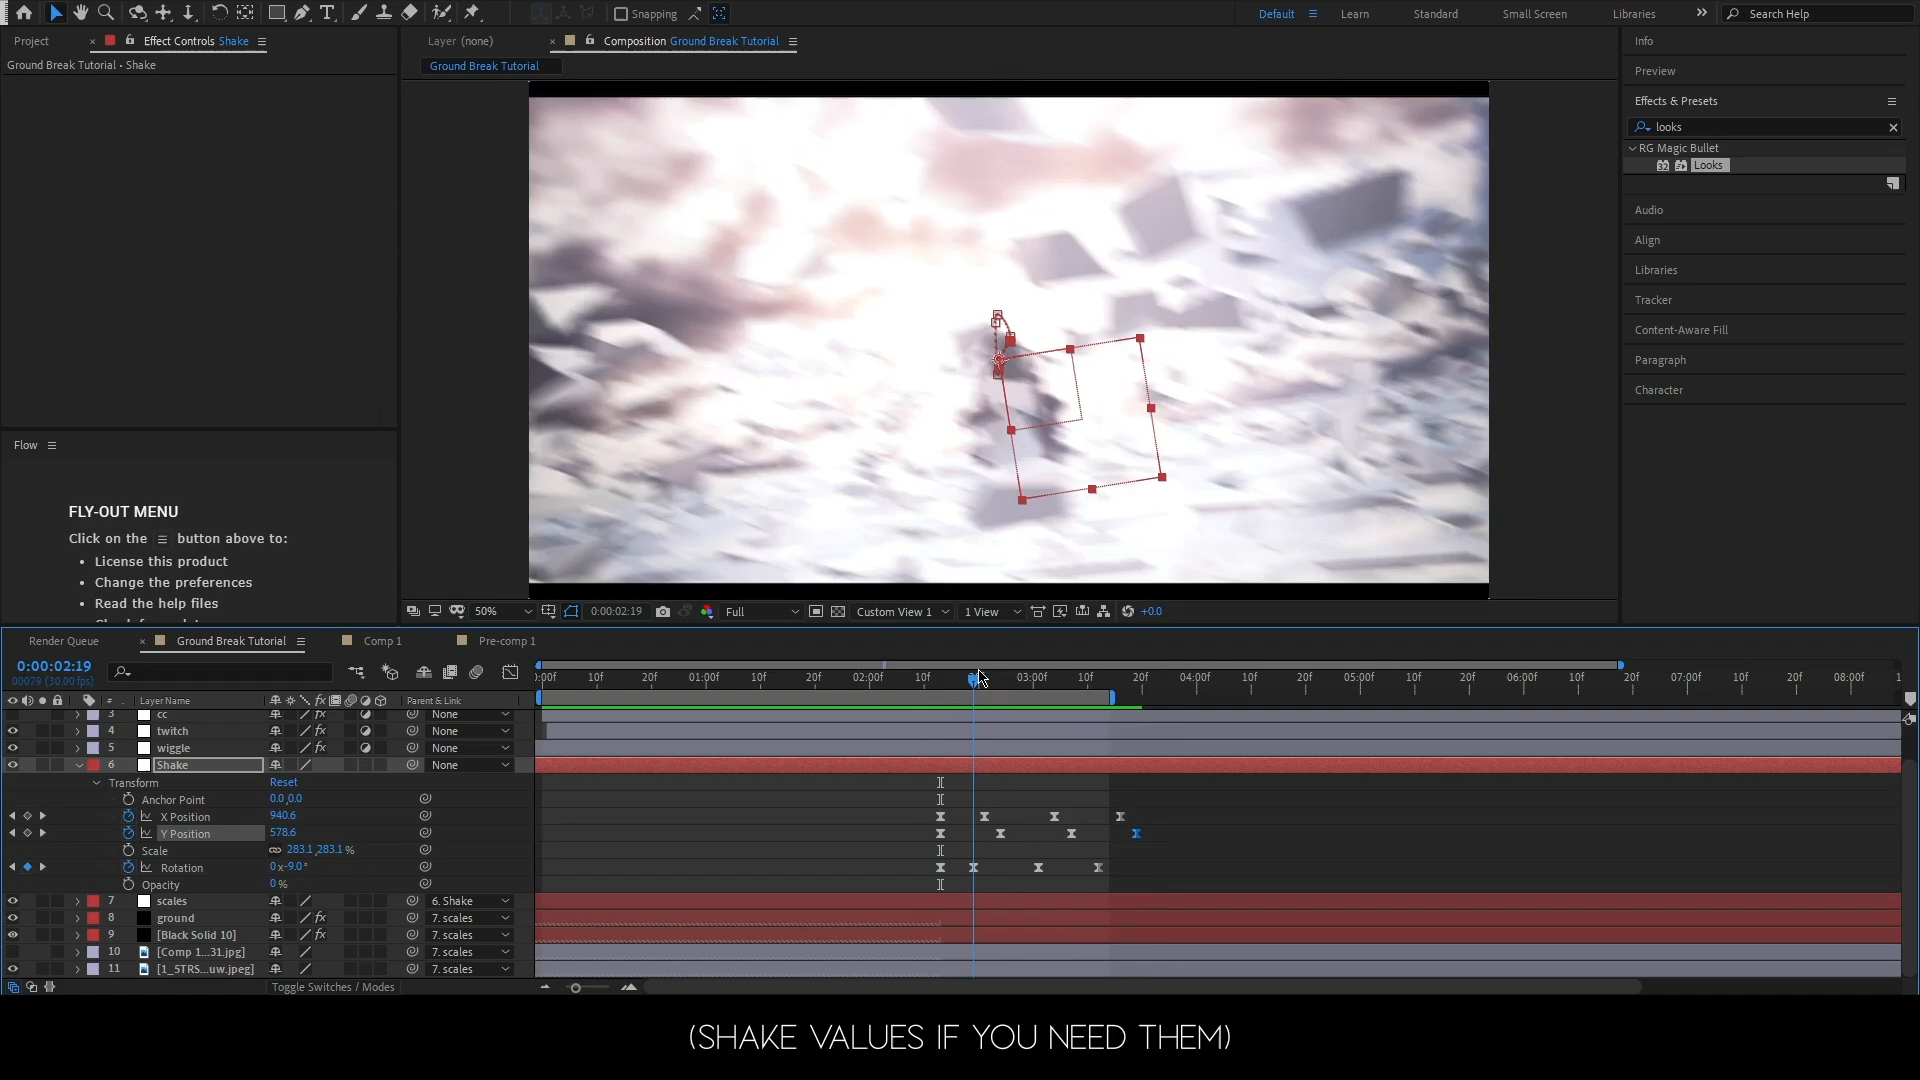 Snapping
Default
Learn
Standard
Small Screen
Libraries
Search Help
Project
Effect Controls Shake
Layer (none)
Composition Ground Break Tutorial
Info
Ground Break Tutorial • Shake
Ground Break Tutorial
Preview
Effects & Presets
looks
RG Magic Bullet
Looks
Audio
Align
Libraries
Tracker
Content-Aware Fill
Paragraph
Character
Flow
FLY-OUT MENU
Click on the ☰ button above to:
• License this product
• Change the preferences
• Read the help files
50%
0:00:02:19
Full
Custom View 1
1 View
+0.0
Render Queue
Ground Break Tutorial
Comp 1
Pre-comp 1
0:00:02:19
00079 (30.00 fps)
0:00f 10f 20f 01:00f 10f 20f 02:00f 10f 03:00f 10f 20f 04:00f 10f 20f 05:00f 10f 20f 06:00f 10f 20f 07:00f 10f 20f 08:00f 1
# Layer Name fx Parent & Link
3 cc fx None
4 twitch fx None
5 wiggle fx None
6 Shake None
Transform Reset
Anchor Point 0.0,0.0
X Position 940.6
Y Position 578.6
Scale 283.1,283.1%
Rotation 0x-9.0°
Opacity 0%
7 scales 6. Shake
8 ground fx 7. scales
9 [Black Solid 10] fx 7. scales
10 [Comp 1...31.jpg] 7. scales
11 [1_5TRS...uw.jpeg] 7. scales
Toggle Switches / Modes
(SHAKE VALUES IF YOU NEED THEM)